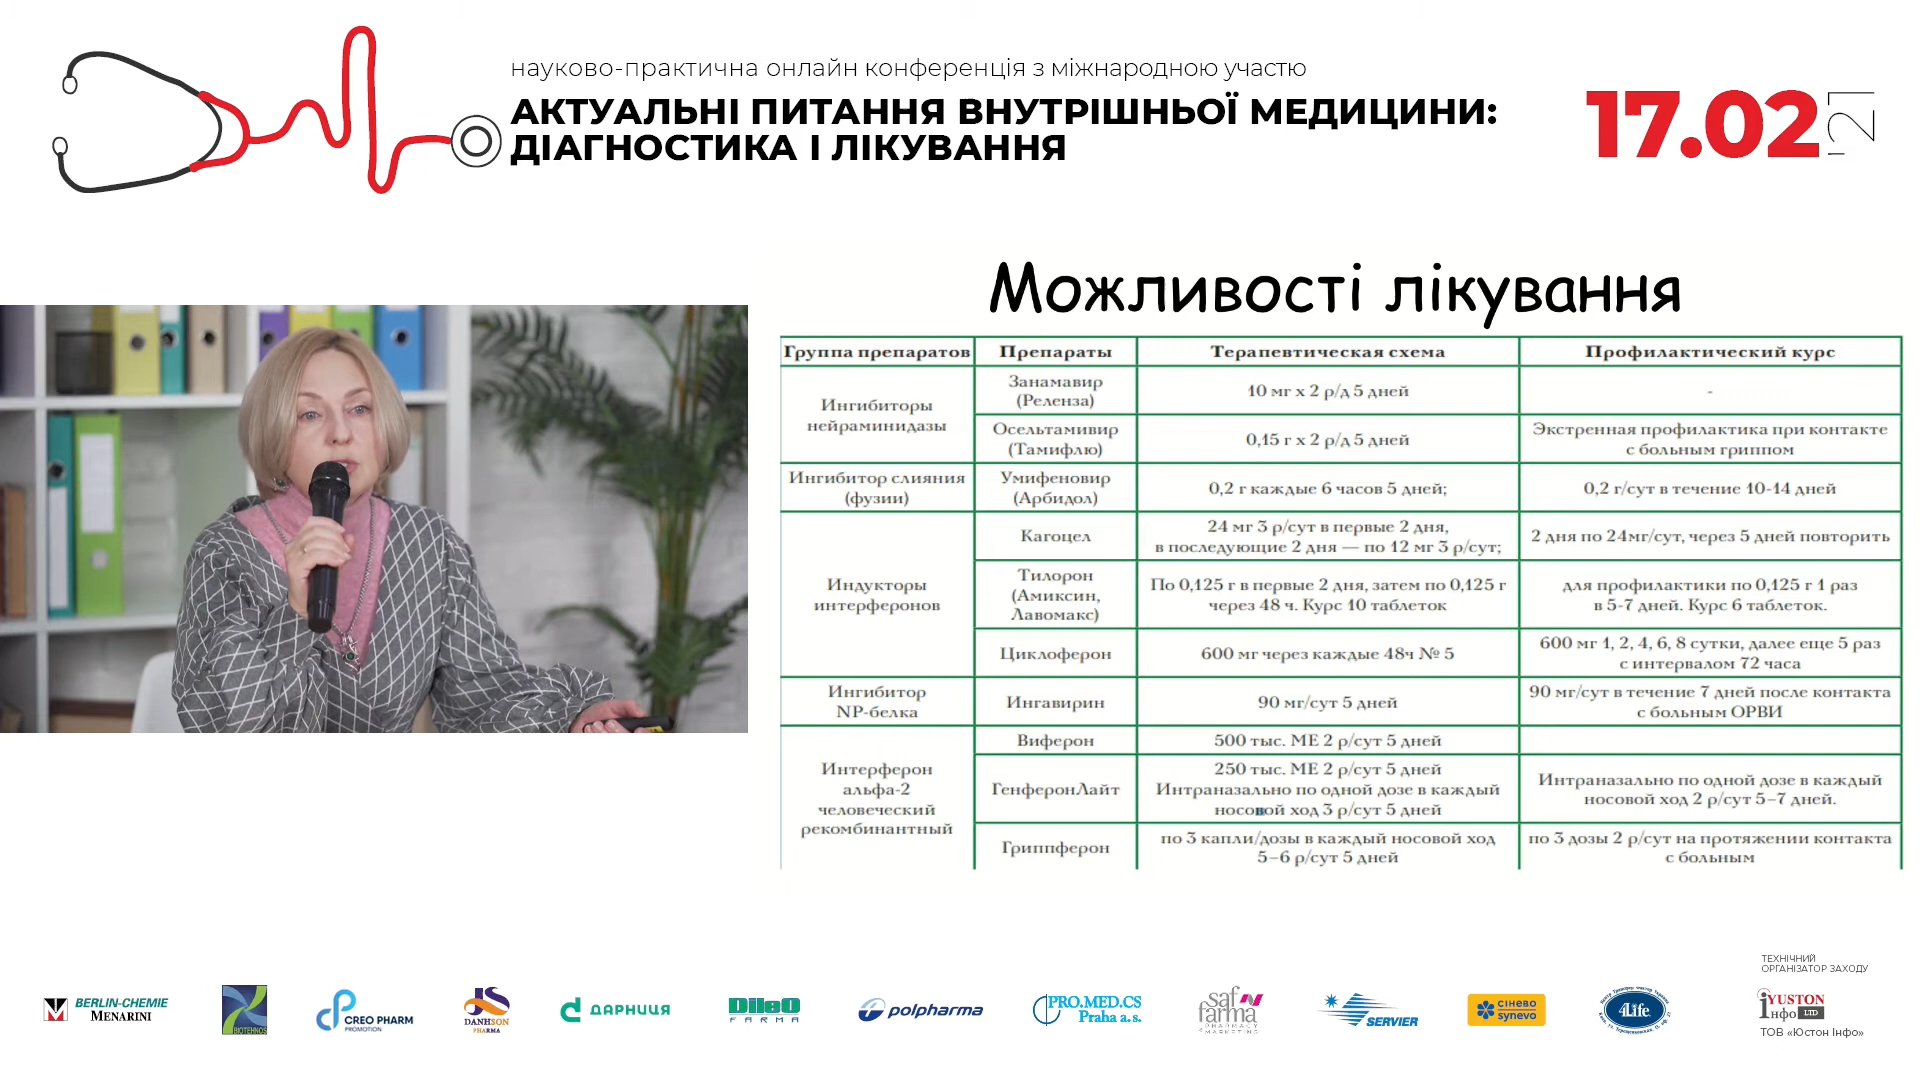 науково-практична онлайн конференція з міжнародною участю
АКТУАЛЬНІ ПИТАННЯ ВНУТРІШНЬОЇ МЕДИЦИНИ:
ДІАГНОСТИКА І ЛІКУВАННЯ
17.02
'21
Можливості лікування
Группа препаратов
Препараты
Терапевтическая схема
Профилактический курс
Ингибиторы
нейраминидазы
Занамавир
(Реленза)
10 мг х 2 р/д 5 дней
-
Осельтамивир
(Тамифлю)
0,15 г х 2 р/д 5 дней
Экстренная профилактика при контакте
с больным гриппом
Ингибитор слияния
(фузии)
Умифеновир
(Арбидол)
0,2 г каждые 6 часов 5 дней;
0,2 г/сут в течение 10-14 дней
Индукторы
интерферонов
Кагоцел
24 мг 3 р/сут в первые 2 дня,
в последующие 2 дня — по 12 мг 3 р/сут;
2 дня по 24мг/сут, через 5 дней повторить
Тилорон
(Амиксин,
Лавомакс)
По 0,125 г в первые 2 дня, затем по 0,125 г
через 48 ч. Курс 10 таблеток
для профилактики по 0,125 г 1 раз
в 5-7 дней. Курс 6 таблеток.
Циклоферон
600 мг через каждые 48ч № 5
600 мг 1, 2, 4, 6, 8 сутки, далее еще 5 раз
с интервалом 72 часа
Ингибитор
NP-белка
Ингавирин
90 мг/сут 5 дней
90 мг/сут в течение 7 дней после контакта
с больным ОРВИ
Интерферон
альфа-2
человеческий
рекомбинантный
Виферон
500 тыс. МЕ 2 р/сут 5 дней
ГенферонЛайт
250 тыс. МЕ 2 р/сут 5 дней
Интраназально по одной дозе в каждый
носовой ход 3 р/сут 5 дней
Интраназально по одной дозе в каждый
носовой ход 2 р/сут 5–7 дней.
Гриппферон
по 3 капли/дозы в каждый носовой ход
5–6 р/сут 5 дней
по 3 дозы 2 р/сут на протяжении контакта
с больным
BERLIN-CHEMIE
MENARINI
BIOTEHNOS
CREO PHARM
PROMOTION
DANHSON
PHARMA
ДАРНИЦЯ
DileO
FARMA
polpharma
PRO.MED.CS
Praha a.s.
saf
farma
PHARMACY
MARKETING
SERVIER
сінево
synevo
4Life
ТЕХНІЧНИЙ
ОРГАНІЗАТОР ЗАХОДУ
iYUSTON
Інфо LTD
ТОВ «Юстон Інфо»